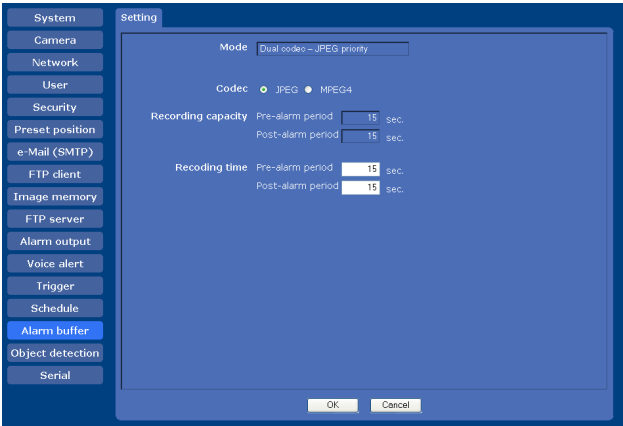 System
Camera
Network
User
Security
Preset position
e-Mail (SMTP)
FTP client
Image memory
FTP server
Alarm output
Voice alert
Trigger
Schedule
Alarm buffer
Object detection
Serial
Setting
Mode Dual codec – JPEG priority
Codec JPEG MPEG4
Recording capacity Pre-alarm period 15 sec.
Post-alarm period 15 sec.
Recoding time Pre-alarm period 15 sec.
Post-alarm period 15 sec.
OK Cancel